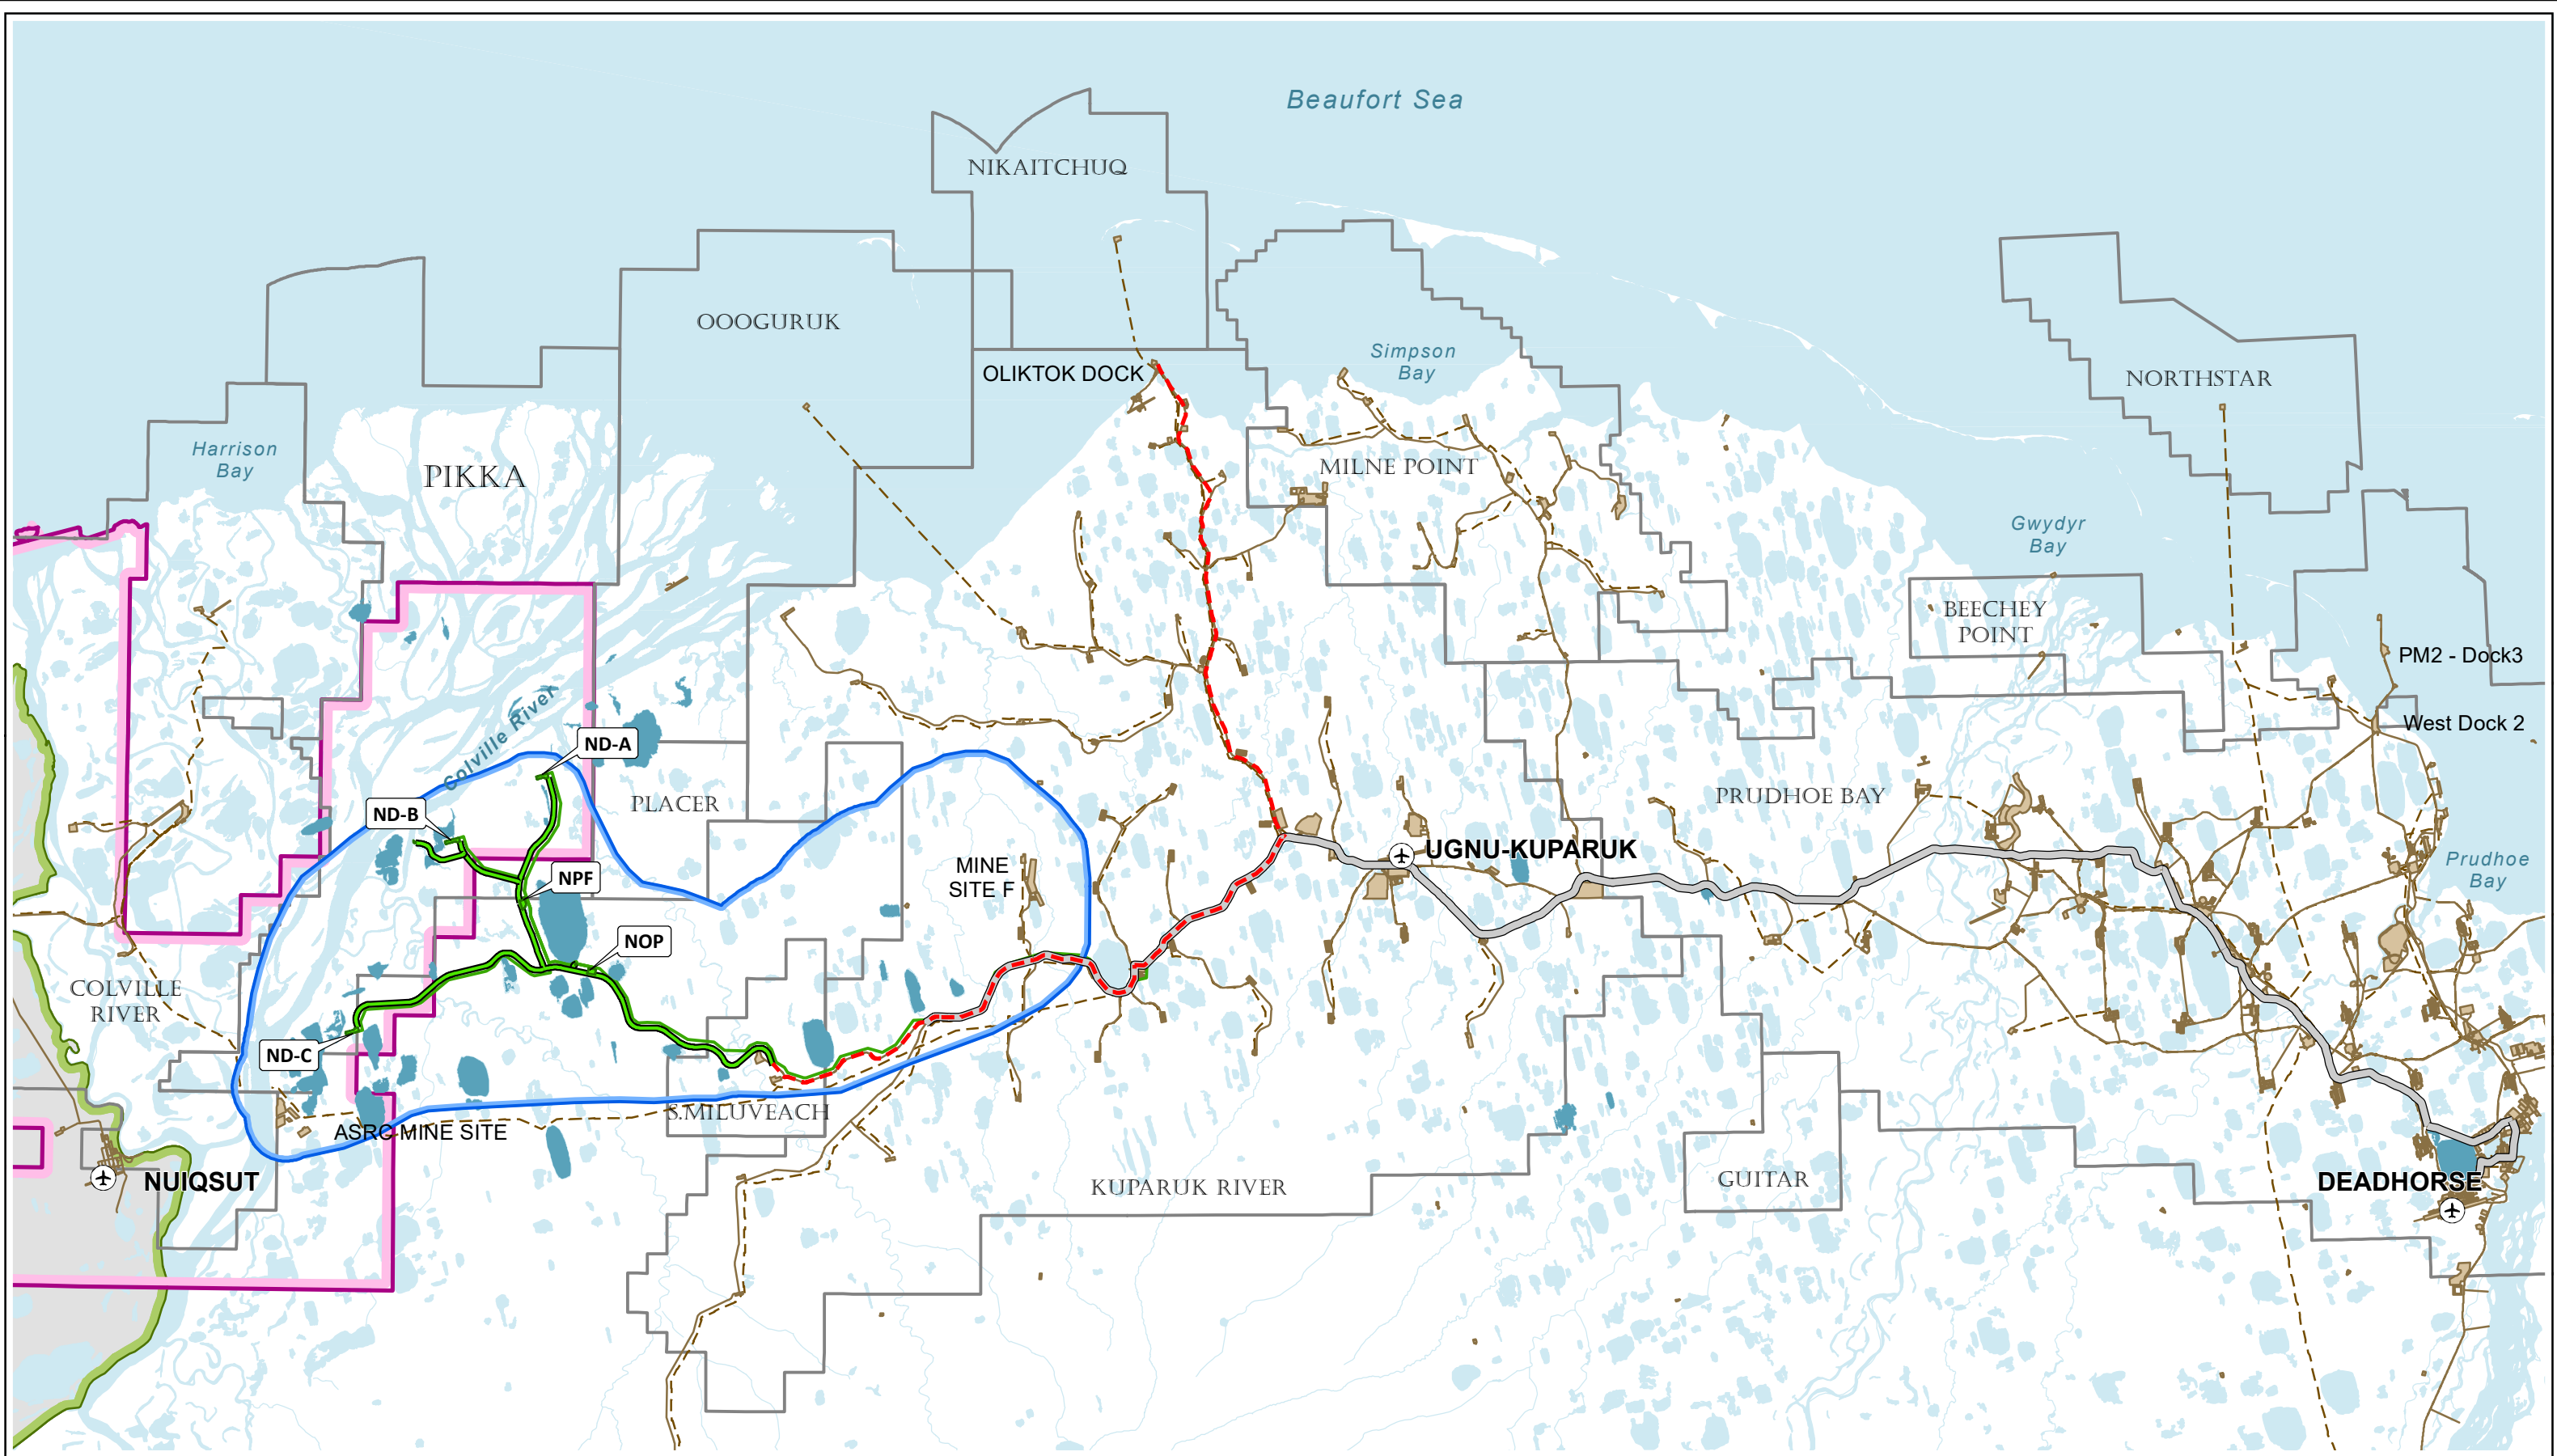 Beaufort Sea
NIKAITCHUQ
OOOGURUK
OLIKTOK DOCK
Simpson
Bay
NORTHSTAR
Harrison
Bay
PIKKA
MILNE POINT
Gwydyr
Bay
BEECHEY
POINT
PM2 - Dock3
West Dock 2
Colville River
ND-A
ND-B
PLACER
PRUDHOE BAY
UGNU-KUPARUK
MINE
SITE F
Prudhoe
Bay
NPF
NOP
COLVILLE
RIVER
ND-C
S.MILUVEACH
ASRC MINE SITE
NUIQSUT
KUPARUK RIVER
GUITAR
DEADHORSE